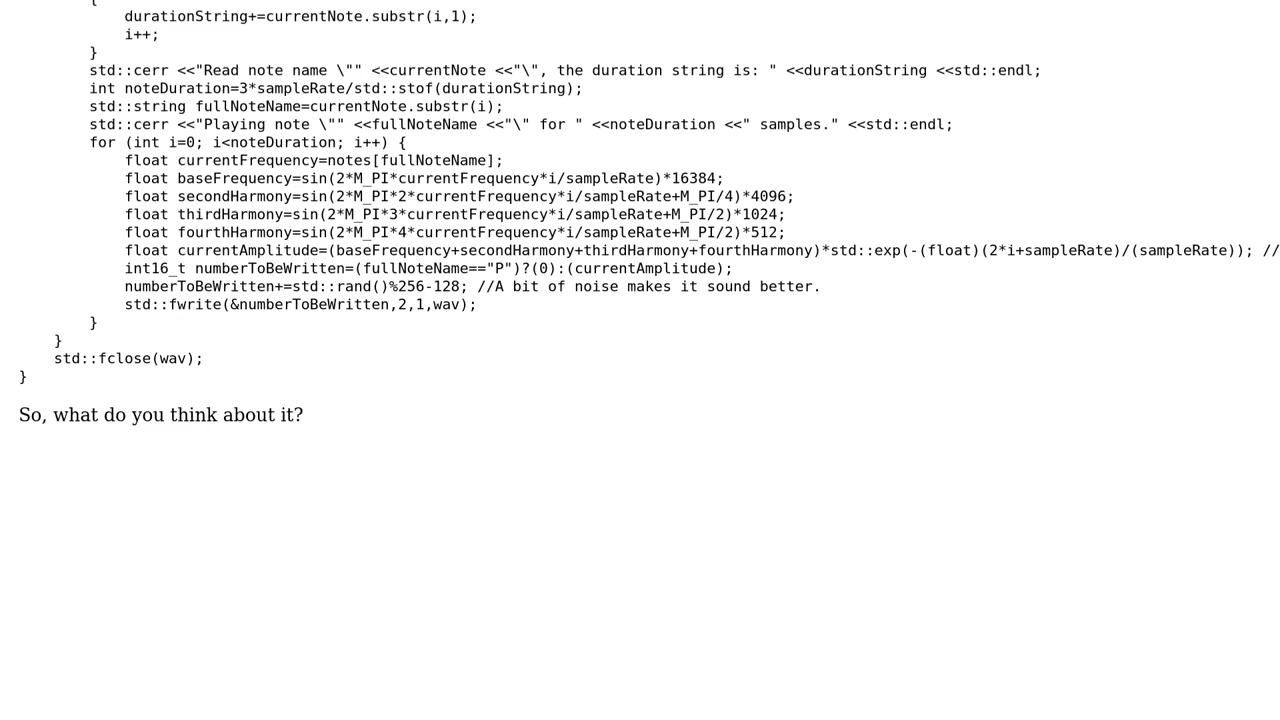 {
durationString+=currentNote.substr(i,1);
i++;
}
std::cerr <<"Read note name \"" <<currentNote <<"\", the duration string is: " <<durationString <<std::endl;
int noteDuration=3*sampleRate/std::stof(durationString);
std::string fullNoteName=currentNote.substr(i);
std::cerr <<"Playing note \"" <<fullNoteName <<"\" for " <<noteDuration <<" samples." <<std::endl;
for (int i=0; i<noteDuration; i++) {
float currentFrequency=notes[fullNoteName];
float baseFrequency=sin(2*M_PI*currentFrequency*i/sampleRate)*16384;
float secondHarmony=sin(2*M_PI*2*currentFrequency*i/sampleRate+M_PI/4)*4096;
float thirdHarmony=sin(2*M_PI*3*currentFrequency*i/sampleRate+M_PI/2)*1024;
float fourthHarmony=sin(2*M_PI*4*currentFrequency*i/sampleRate+M_PI/2)*512;
float currentAmplitude=(baseFrequency+secondHarmony+thirdHarmony+fourthHarmony)*std::exp(-(float)(2*i+sampleRate)/(sampleRate)); //
int16_t numberToBeWritten=(fullNoteName=="P")?(0):(currentAmplitude);
numberToBeWritten+=std::rand()%256-128; //A bit of noise makes it sound better.
std::fwrite(&numberToBeWritten,2,1,wav);
}
}
std::fclose(wav);
}
So, what do you think about it?